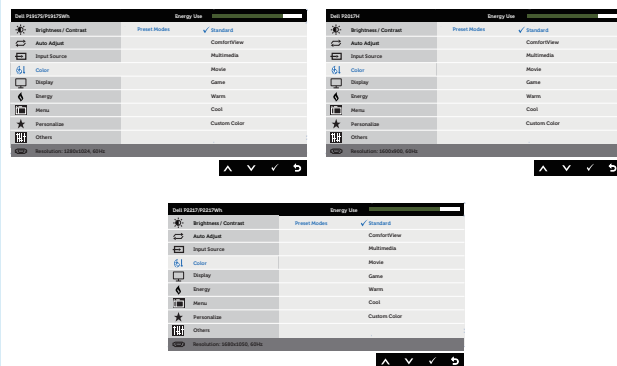 Dell P1917S/P1917SWh Energy Use
Brightness / Contrast Preset Modes ✓ Standard
Auto Adjust ComfortView
Input Source Multimedia
Color Movie
Display Game
Energy Warm
Menu Cool
Personalize Custom Color
Others
Resolution: 1280x1024, 60Hz
Dell P2017H Energy Use
Brightness / Contrast Preset Modes ✓ Standard
Auto Adjust ComfortView
Input Source Multimedia
Color Movie
Display Game
Energy Warm
Menu Cool
Personalize Custom Color
Others
Resolution: 1600x900, 60Hz
Dell P2217/P2217Wh Energy Use
Brightness / Contrast Preset Modes ✓ Standard
Auto Adjust ComfortView
Input Source Multimedia
Color Movie
Display Game
Energy Warm
Menu Cool
Personalize Custom Color
Others
Resolution: 1680x1050, 60Hz